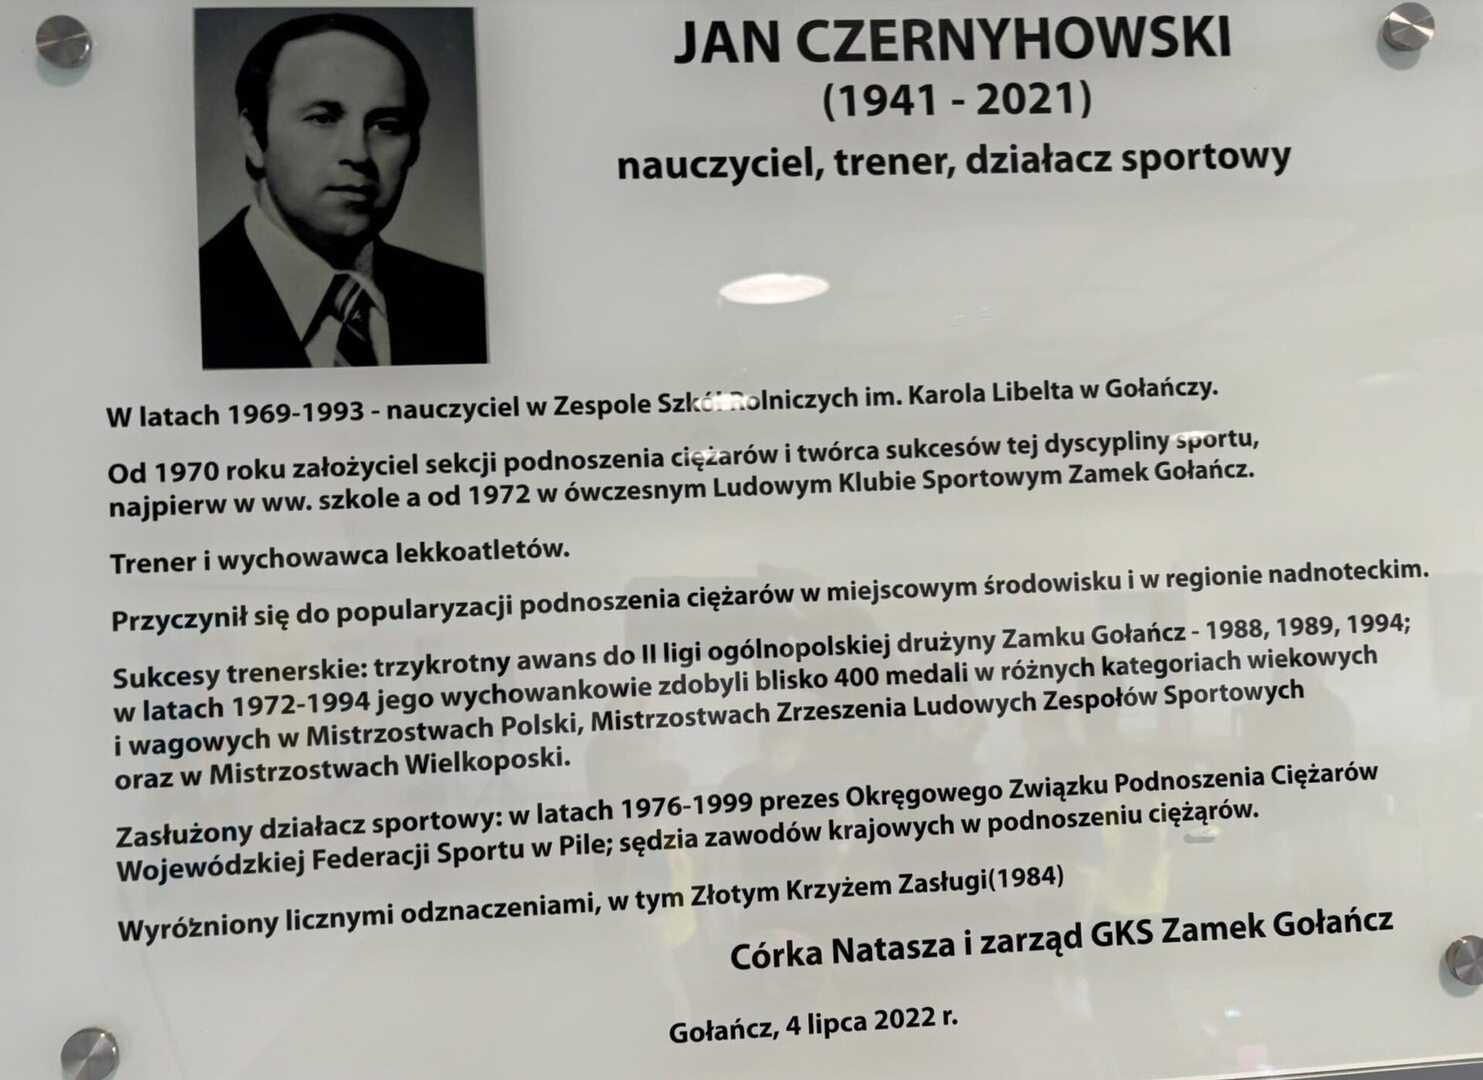 JAN CZERNYHOWSKI
(1941 - 2021)
nauczyciel, trener, działacz sportowy
W latach 1969-1993 - nauczyciel w Zespole Szkół Rolniczych im. Karola Libelta w Gołańczy.
Od 1970 roku założyciel sekcji podnoszenia ciężarów i twórca sukcesów tej dyscypliny sportu,
najpierw w ww. szkole a od 1972 w ówczesnym Ludowym Klubie Sportowym Zamek Gołańcz.
Trener i wychowawca lekkoatletów.
Przyczynił się do popularyzacji podnoszenia ciężarów w miejscowym środowisku i w regionie nadnoteckim.
Sukcesy trenerskie: trzykrotny awans do II ligi ogólnopolskiej drużyny Zamku Gołańcz - 1988, 1989, 1994;
w latach 1972-1994 jego wychowankowie zdobyli blisko 400 medali w różnych kategoriach wiekowych
i wagowych w Mistrzostwach Polski, Mistrzostwach Zrzeszenia Ludowych Zespołów Sportowych
oraz w Mistrzostwach Wielkoposki.
Zasłużony działacz sportowy: w latach 1976-1999 prezes Okręgowego Związku Podnoszenia Ciężarów
Wojewódzkiej Federacji Sportu w Pile; sędzia zawodów krajowych w podnoszeniu ciężąrów.
Wyróżniony licznymi odznaczeniami, w tym Złotym Krzyżem Zasługi(1984)
Córka Natasza i zarząd GKS Zamek Gołańcz
Gołańcz, 4 lipca 2022 r.